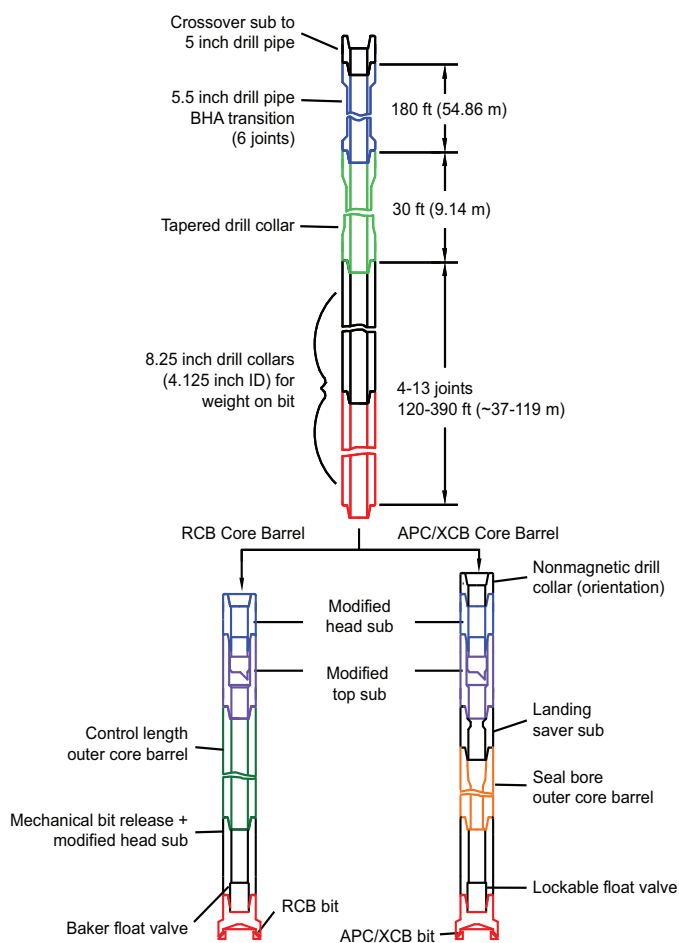 Crossover sub to
5 inch drill pipe
5.5 inch drill pipe
BHA transition
(6 joints)
180 ft (54.86 m)
30 ft (9.14 m)
Tapered drill collar
8.25 inch drill collars
(4.125 inch ID) for
weight on bit
4-13 joints
120-390 ft (~37-119 m)
RCB Core Barrel
APC/XCB Core Barrel
Nonmagnetic drill
collar (orientation)
Modified
head sub
Modified
top sub
Control length
outer core barrel
Landing
saver sub
Seal bore
outer core barrel
Mechanical bit release +
modified head sub
Lockable float valve
Baker float valve
RCB bit
APC/XCB bit